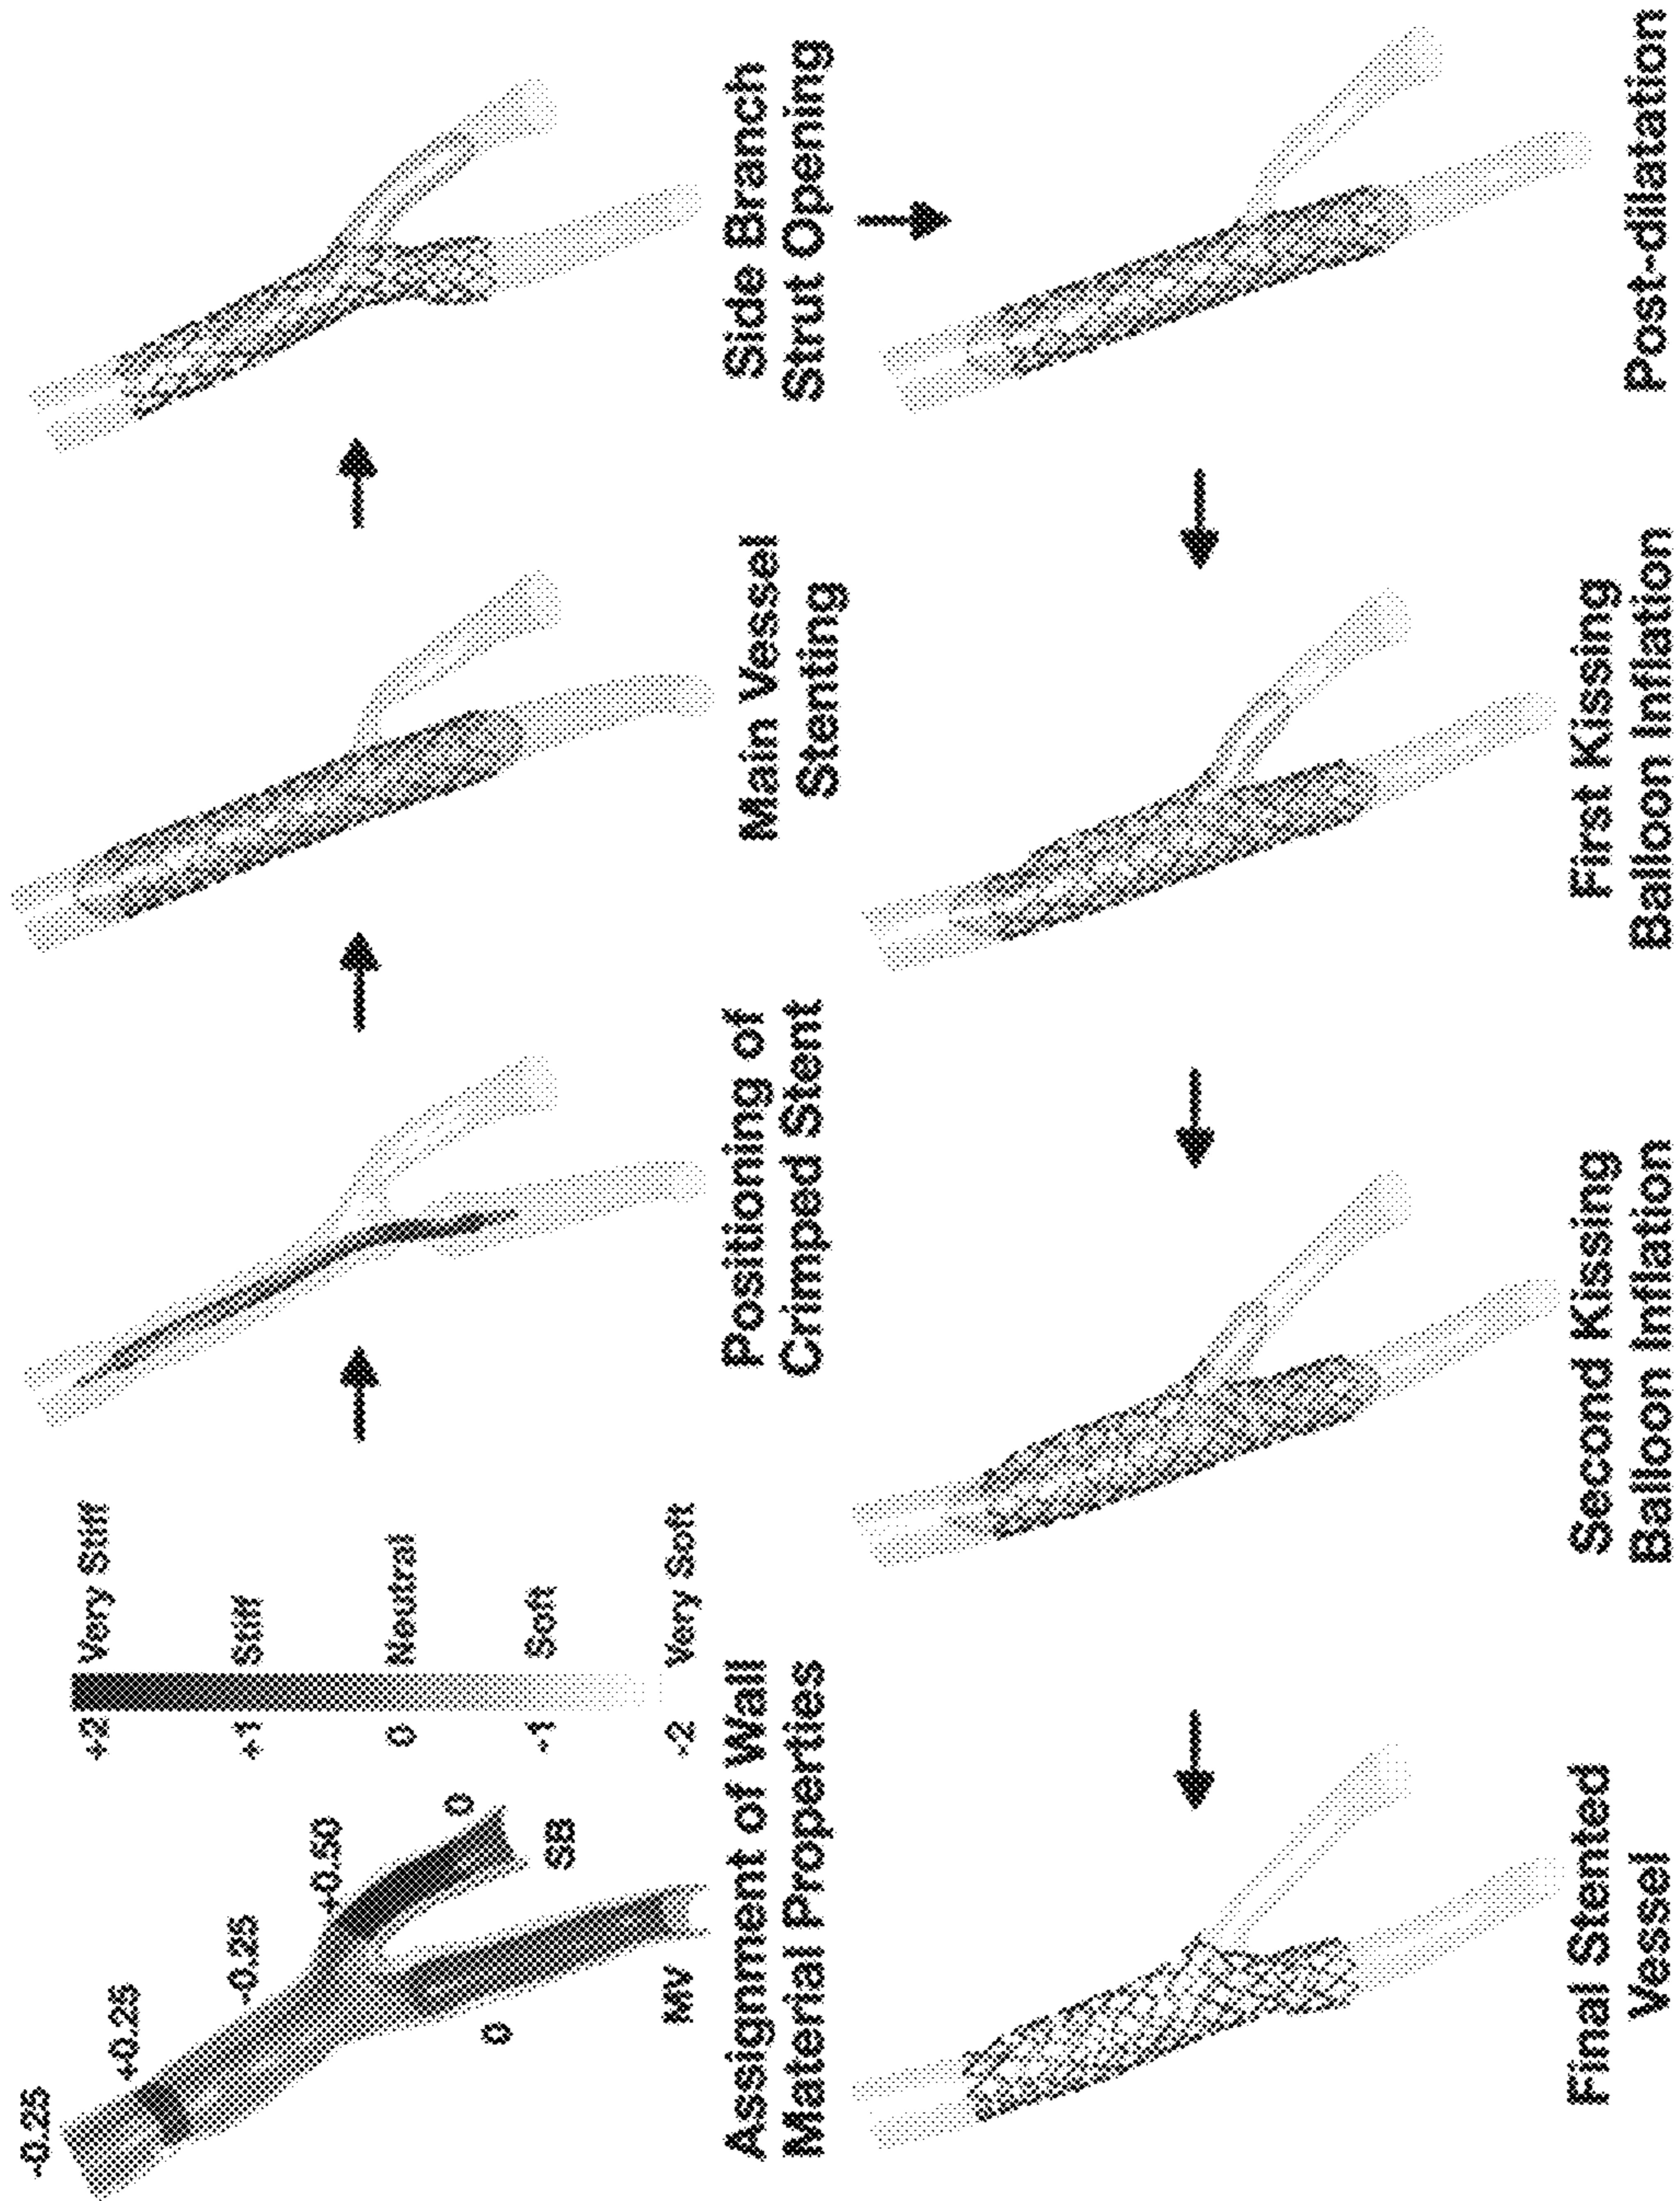 -0.25
+0.25
-0.25
+0.50
0
SB
0
MV
+2 Very Stiff
+1 Stiff
0 Neutral
-1 Soft
-2 Very Soft
Assignment of Wall
Material Properties
Positioning of
Crimped Stent
Main Vessel
Stenting
Side Branch
Strut Opening
Post-dilatation
First Kissing
Balloon Inflation
Second Kissing
Balloon Inflation
Final Stented
Vessel